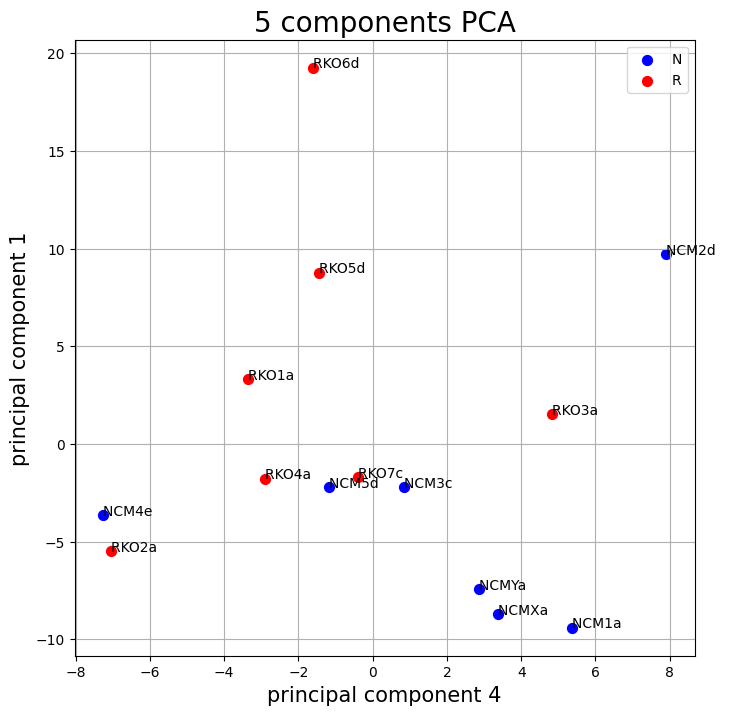 5 components PCA
N
R
RKO6d
NCM2d
RKO5d
RKO1a
RKO3a
RKO4a
RKO7c
NCM5d
NCM3c
NCM4e
RKO2a
NCMYa
NCMXa
NCM1a
20
15
10
5
0
−5
−10
principal component 1
−8
−6
−4
−2
0
2
4
6
8
principal component 4